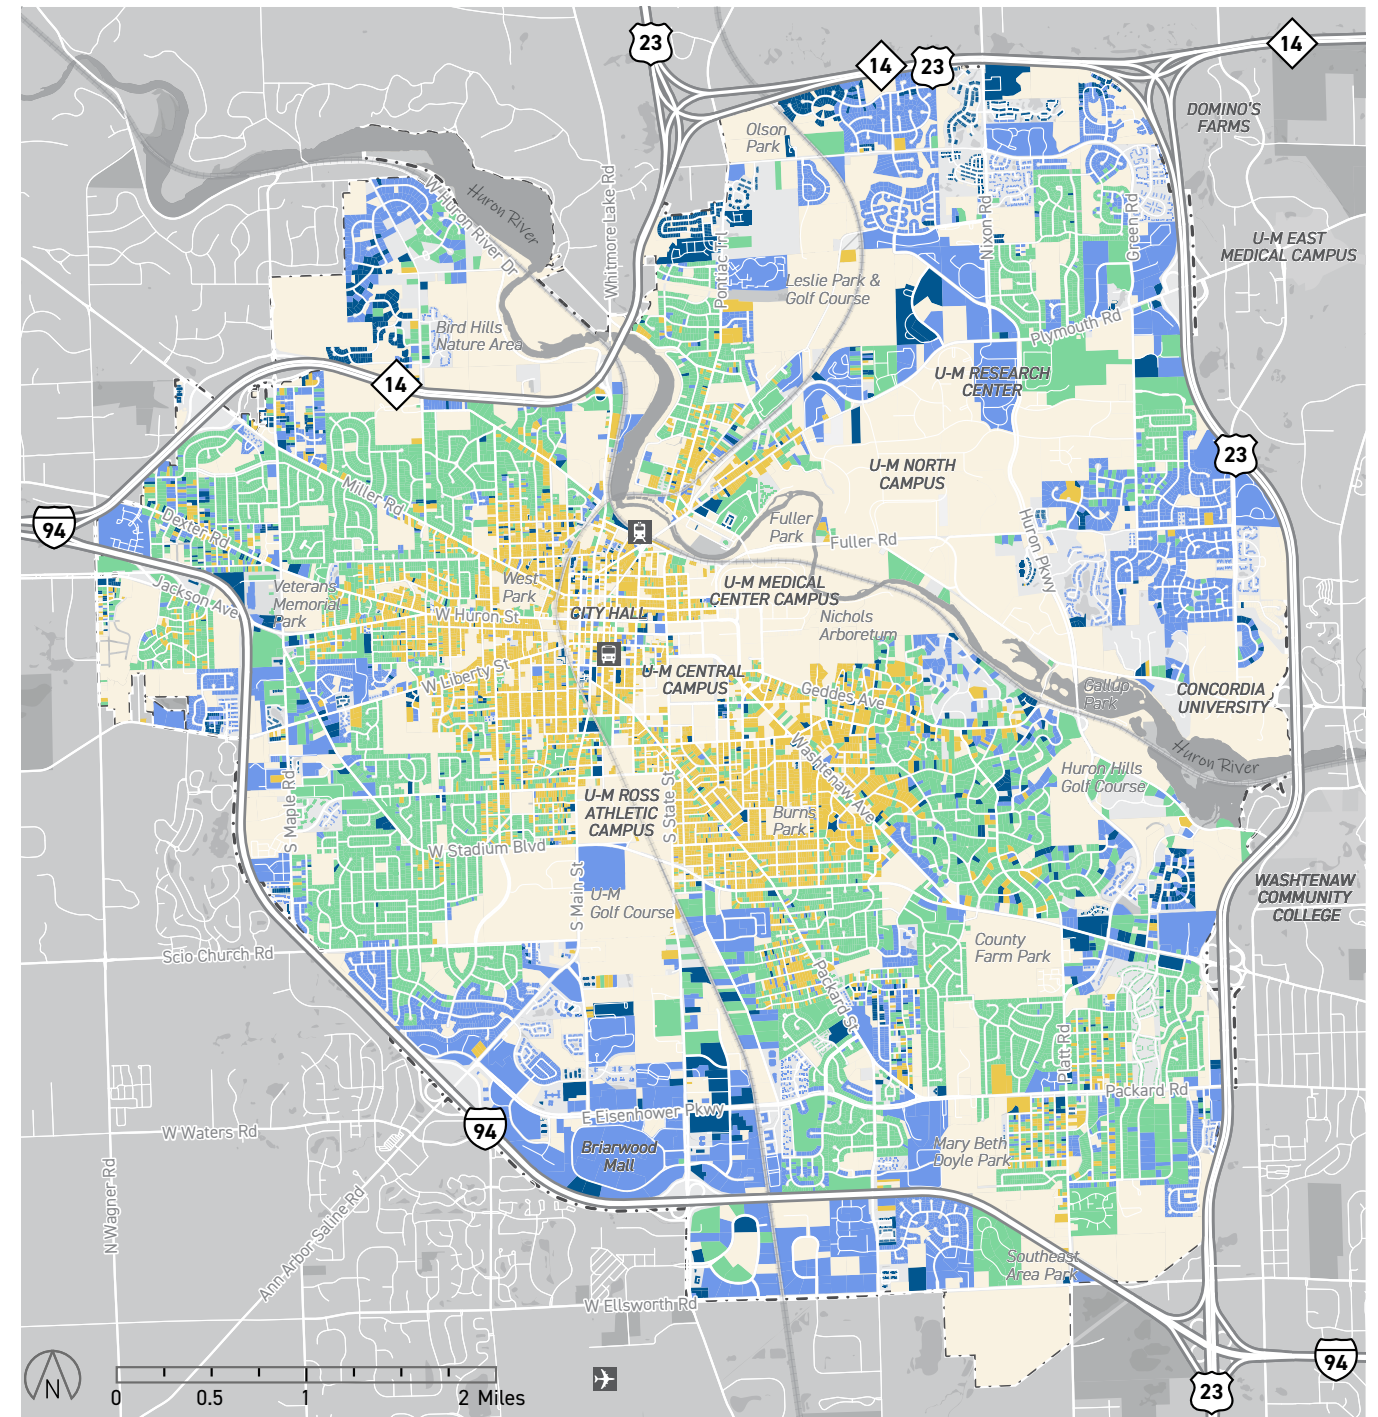 23
14
14
23
DOMINO'S
FARMS
Olson
Park
Huron River
W Huron River Dr
Whitmore Lake Rd
Pontiac Trl
Nixon Rd
Green Rd
U-M EAST
MEDICAL CAMPUS
Leslie Park &
Golf Course
Bird Hills
Nature Area
Plymouth Rd
14
U-M RESEARCH
CENTER
23
U-M NORTH
CAMPUS
Miller Rd
94
Dexter Rd
Fuller
Park
Fuller Rd
Huron Pkwy
Jackson Ave
Veterans
Memorial
Park
West
Park
W Huron St
CITY HALL
U-M MEDICAL
CENTER CAMPUS
Nichols
Arboretum
W Liberty St
U-M CENTRAL
CAMPUS
Geddes Ave
Gallup
Park
CONCORDIA
UNIVERSITY
Huron River
Washtenaw Ave
Huron Hills
Golf Course
S Maple Rd
U-M ROSS
ATHLETIC
CAMPUS
S State St
Burns
Park
W Stadium Blvd
S Main St
U-M
Golf Course
WASHTENAW
COMMUNITY
COLLEGE
Scio Church Rd
County
Farm Park
Packard St
Platt Rd
Packard Rd
E Eisenhower Pkwy
94
W Waters Rd
Briarwood
Mall
Mary Beth
Doyle Park
N Wagner Rd
Ann Arbor Saline Rd
Southeast
Area Park
W Ellsworth Rd
94
23
N
0
0.5
1
2 Miles